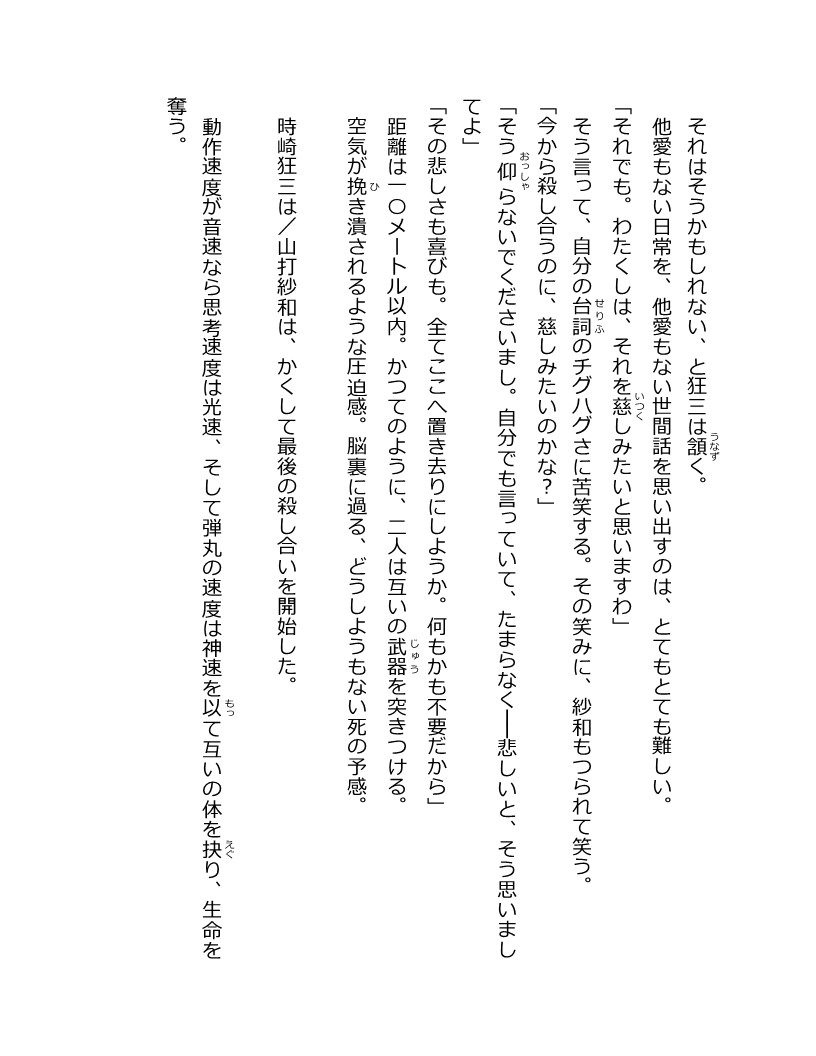 それはそうかもしれない、と狂三は頷く。
他愛もない日常を、他愛もない世間話を思い出すのは、とてもとても難しい。
「それでも。わたくしは、それを慈しみたいと思いますわ」
そう言って、自分の台詞のチグハグさに苦笑する。その笑みに、紗和もつられて笑う。
「今から殺し合うのに、慈しみたいのかな？」
「そう仰らないでくださいまし。自分でも言っていて、たまらなく――悲しいと、そう思いまし
てよ」
「その悲しさも喜びも。全てここへ置き去りにしようか。何もかも不要だから」
距離は一〇メートル以内。かつてのように、二人は互いの武器を突きつける。
空気が挽き潰されるような圧迫感。脳裏に過る、どうしようもない死の予感。
時崎狂三は／山打紗和は、かくして最後の殺し合いを開始した。
動作速度が音速なら思考速度は光速、そして弾丸の速度は神速を以て互いの体を抉り、生命を
奪う。